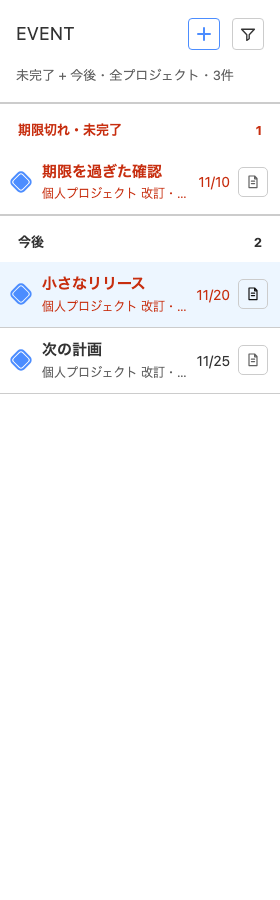 EVENT
未完了 + 今後・全プロジェクト・3件
期限切れ・未完了 1
期限を過ぎた確認
個人プロジェクト 改訂・... 11/10
今後 2
小さなリリース
個人プロジェクト 改訂・... 11/20
次の計画
個人プロジェクト 改訂・... 11/25